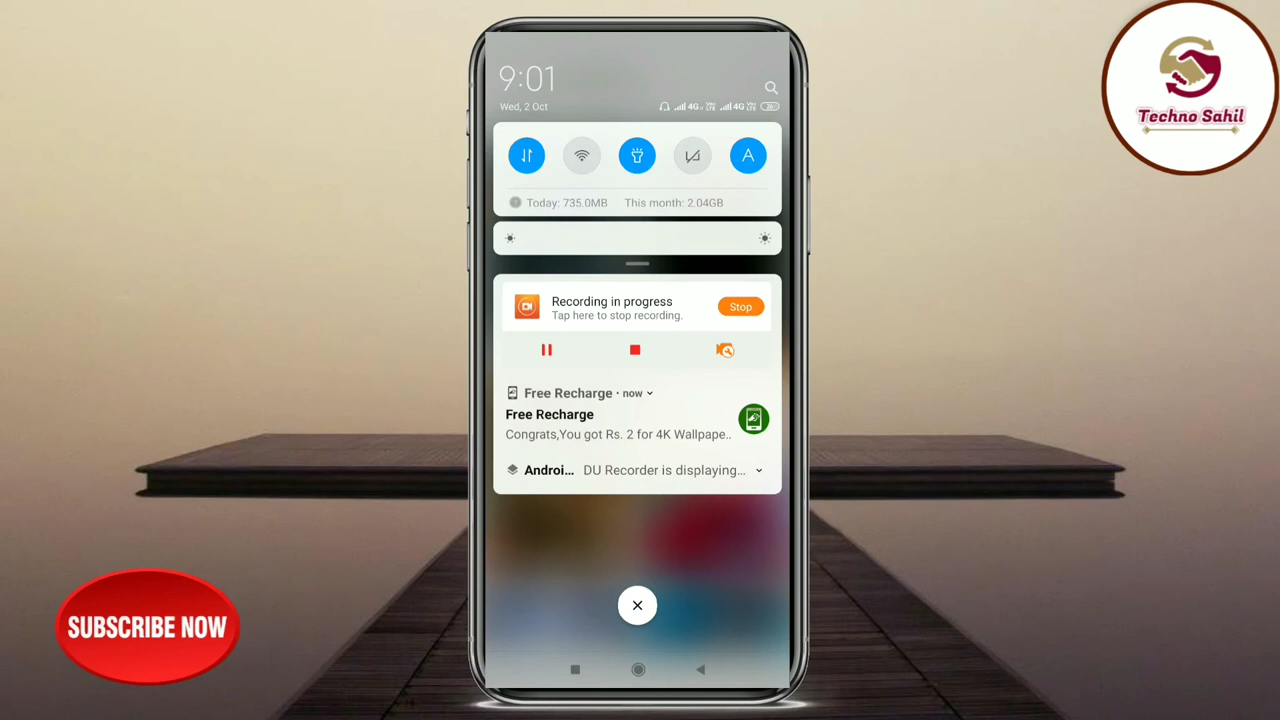 9:01
Wed, 2 Oct
4G
4G
Today: 735.0MB This month: 2.04GB
Recording in progress
Tap here to stop recording.
Stop
Free Recharge · now
Free Recharge
Congrats,You got Rs. 2 for 4K Wallpape..
Androi... DU Recorder is displaying...
Techno Sahil
SUBSCRIBE NOW